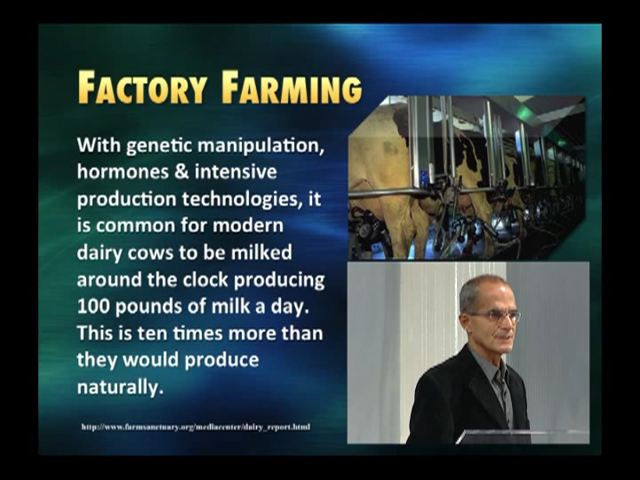 FACTORY FARMING
With genetic manipulation,
hormones & intensive
production technologies, it
is common for modern
dairy cows to be milked
around the clock producing
100 pounds of milk a day.
This is ten times more than
they would produce
naturally.
http://www.farmsanctuary.org/mediacenter/dairy_report.html